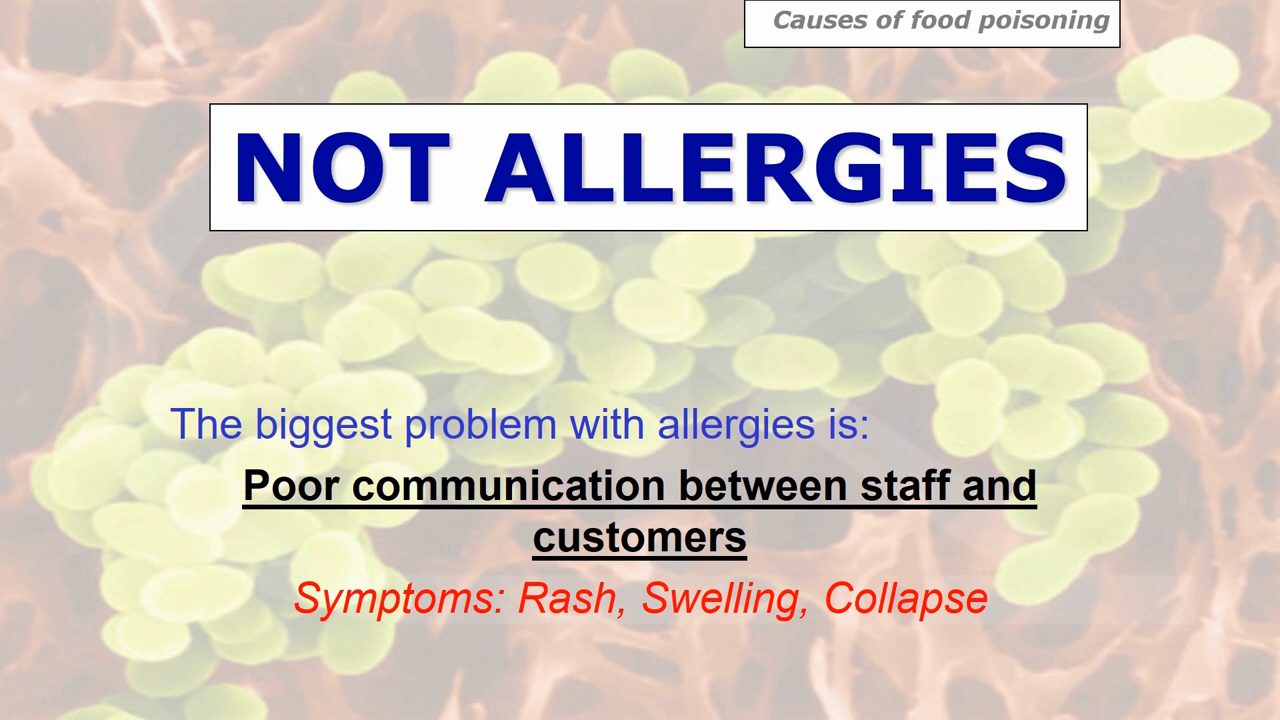 Causes of food poisoning
NOT ALLERGIES
The biggest problem with allergies is:
Poor communication between staff and
customers
Symptoms: Rash, Swelling, Collapse